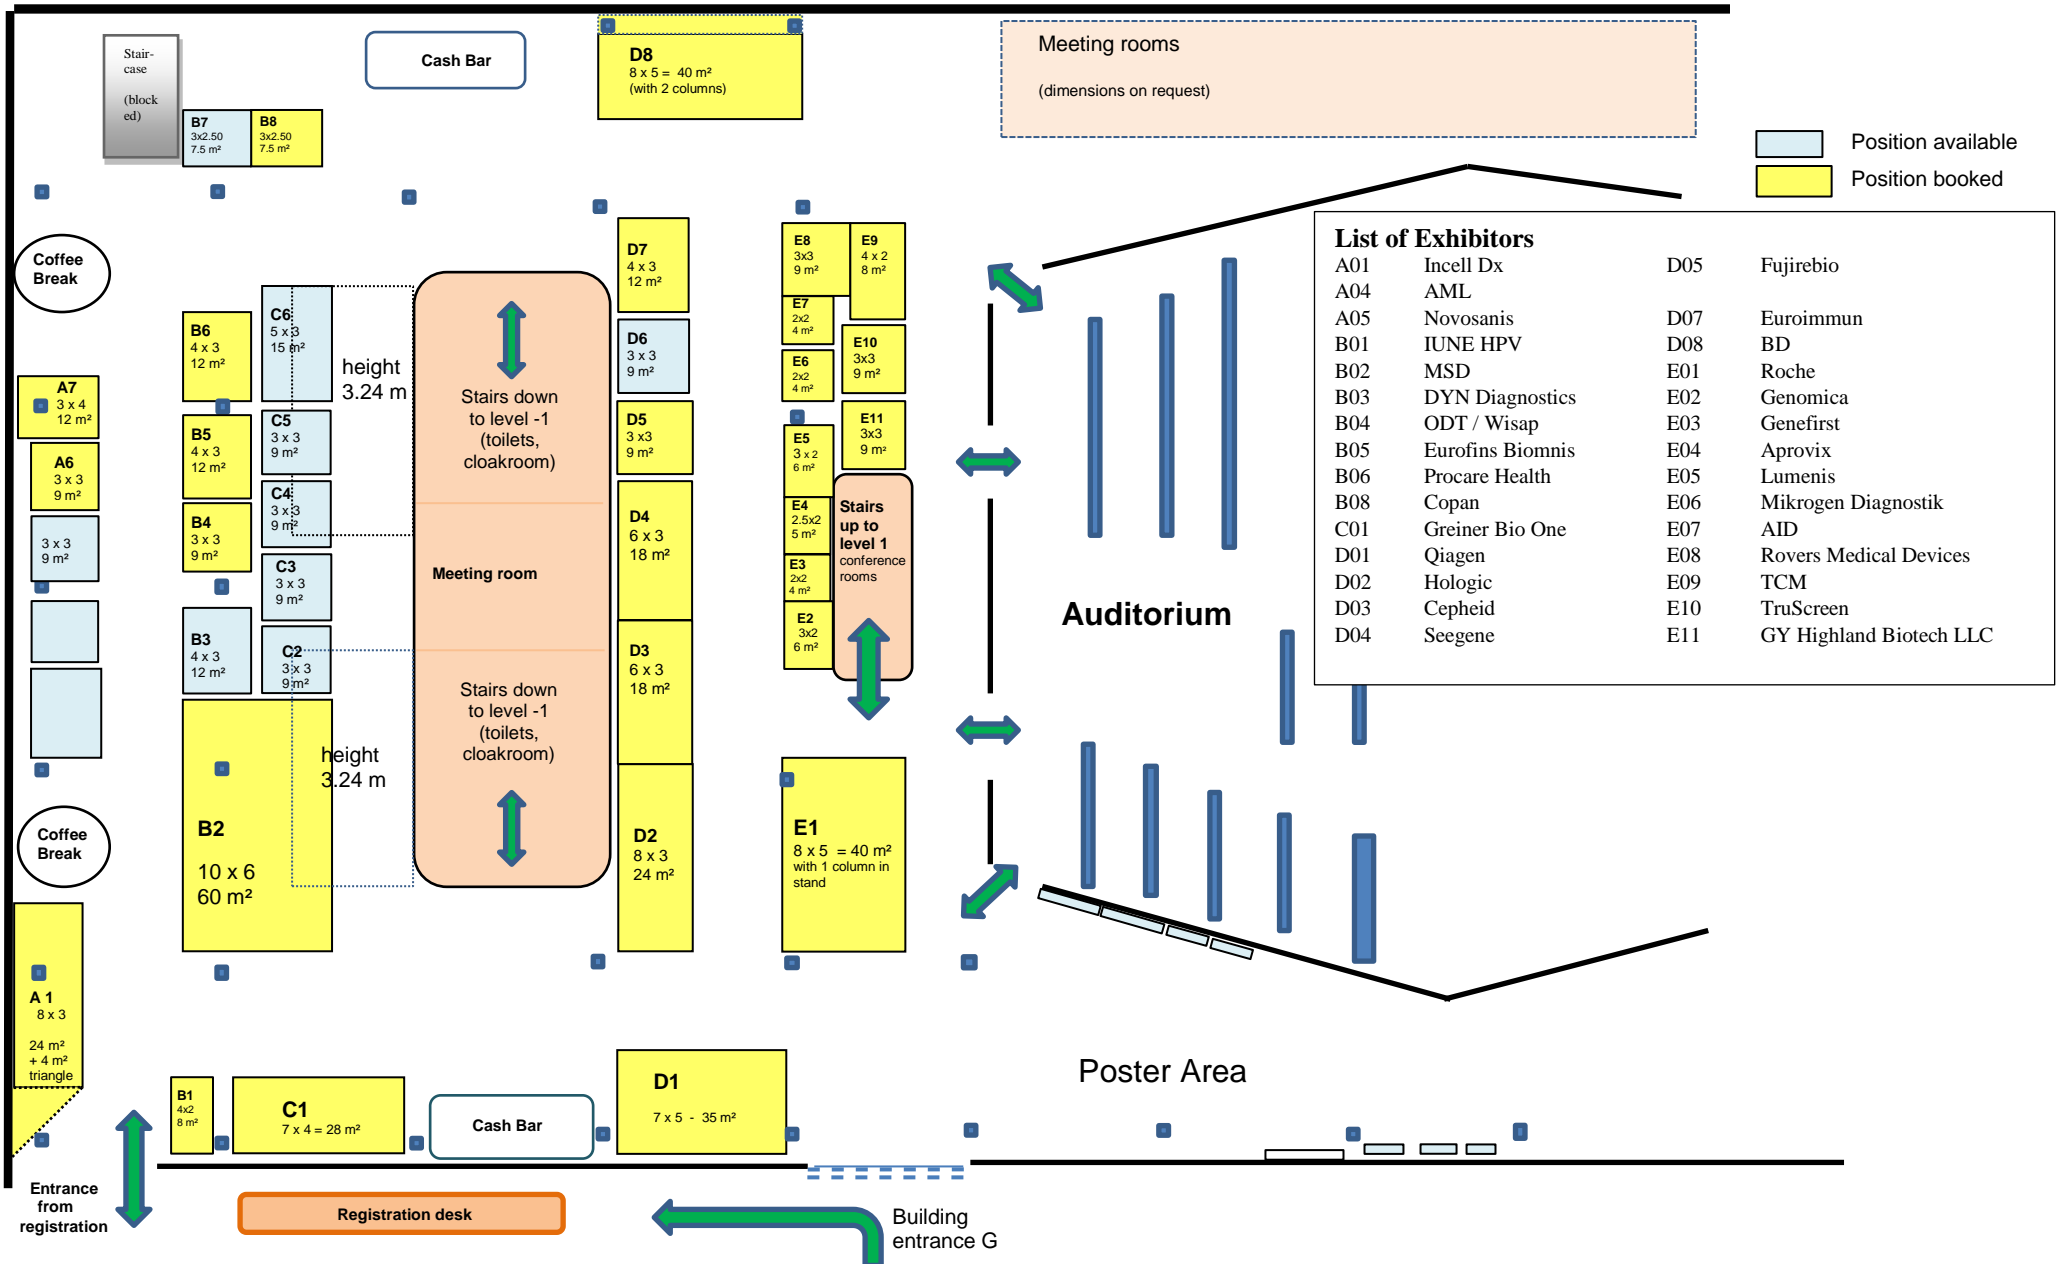 Stair-
case
(block
ed)
Cash Bar
D8
8 x 5 = 40 m²
(with 2 columns)
Meeting rooms
(dimensions on request)
B7
3x2.50
7.5 m²
B8
3x2.50
7.5 m²
Position available
Position booked
Coffee
Break
C6
5 x 3
15 m²
B6
4 x 3
12 m²
height
3.24 m
A7
3 x 4
12 m²
C5
3 x 3
9 m²
B5
4 x 3
12 m²
A6
3 x 3
9 m²
C4
3 x 3
9 m²
B4
3 x 3
9 m²
3 x 3
9 m²
C3
3 x 3
9 m²
B3
4 x 3
12 m²
C2
3 x 3
9 m²
B2
10 x 6
60 m²
height
3.24 m
Coffee
Break
Stairs down
to level -1
(toilets,
cloakroom)
Meeting room
Stairs down
to level -1
(toilets,
cloakroom)
D7
4 x 3
12 m²
D6
3 x 3
9 m²
D5
3 x3
9 m²
D4
6 x 3
18 m²
D3
6 x 3
18 m²
D2
8 x 3
24 m²
E8
3x3
9 m²
E9
4 x 2
8 m²
E7
2x2
4 m²
E10
3x3
9 m²
E6
2x2
4 m²
E11
3x3
9 m²
E5
3 x 2
6 m²
E4
2.5x2
5 m²
E3
2x2
4 m²
E2
3x2
6 m²
Stairs
up to
level 1
conference
rooms
E1
8 x 5 = 40 m²
with 1 column in
stand
Auditorium
List of Exhibitors
A01 Incell Dx D05 Fujirebio
A04 AML
A05 Novosanis D07 Euroimmun
B01 IUNE HPV D08 BD
B02 MSD E01 Roche
B03 DYN Diagnostics E02 Genomica
B04 ODT / Wisap E03 Genefirst
B05 Eurofins Biomnis E04 Aprovix
B06 Procare Health E05 Lumenis
B08 Copan E06 Mikrogen Diagnostik
C01 Greiner Bio One E07 AID
D01 Qiagen E08 Rovers Medical Devices
D02 Hologic E09 TCM
D03 Cepheid E10 TruScreen
D04 Seegene E11 GY Highland Biotech LLC
A 1
8 x 3
24 m²
+ 4 m²
triangle
B1
4x2
8 m²
C1
7 x 4 = 28 m²
Cash Bar
D1
7 x 5 - 35 m²
Poster Area
Entrance
from
registration
Registration desk
Building
entrance G